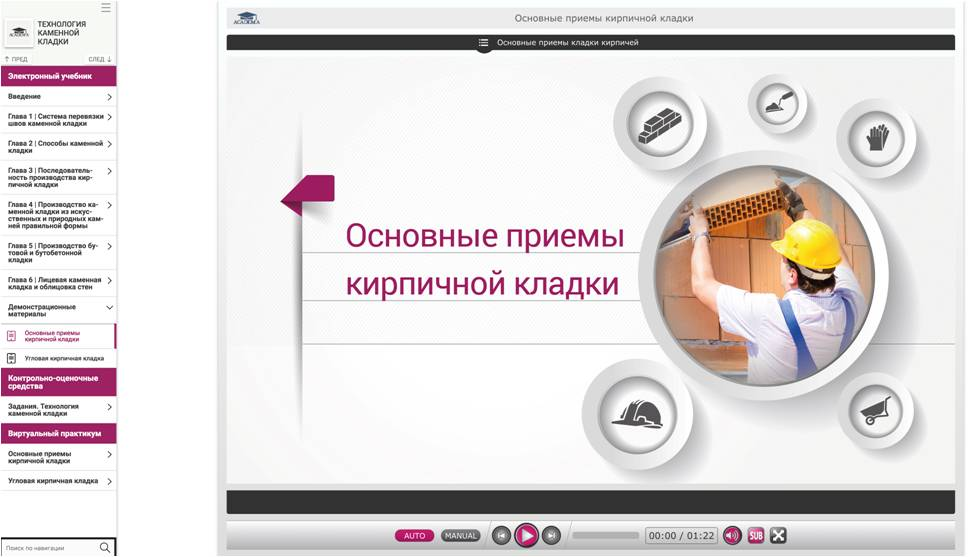 ACADEMA
ТЕХНОЛОГИЯ
КАМЕННОЙ
КЛАДКИ
↑ ПРЕД
СЛЕД ↓
Электронный учебник
Введение
Глава 1 | Система перевязки
швов каменной кладки
Глава 2 | Способы каменной
кладки
Глава 3 | Последователь-
ность производства кир-
пичной кладки
Глава 4 | Производство ка-
менной кладки из искус-
ственных и природных кам-
ней правильной формы
Глава 5 | Производство бу-
товой и бутобетонной
кладки
Глава 6 | Лицевая каменная
кладка и облицовка стен
Демонстрационные
материалы
Основные приемы
кирпичной кладки
Угловая кирпичная кладка
Контрольно-оценочные
средства
Задания. Технология
каменной кладки
Виртуальный практикум
Основные приемы
кирпичной кладки
Угловая кирпичная кладка
Поиск по навигации
ACADEMA
Основные приемы кирпичной кладки
Основные приемы кладки кирпичей
Основные приемы
кирпичной кладки
AUTO
MANUAL
00:00 / 01:22
SUB